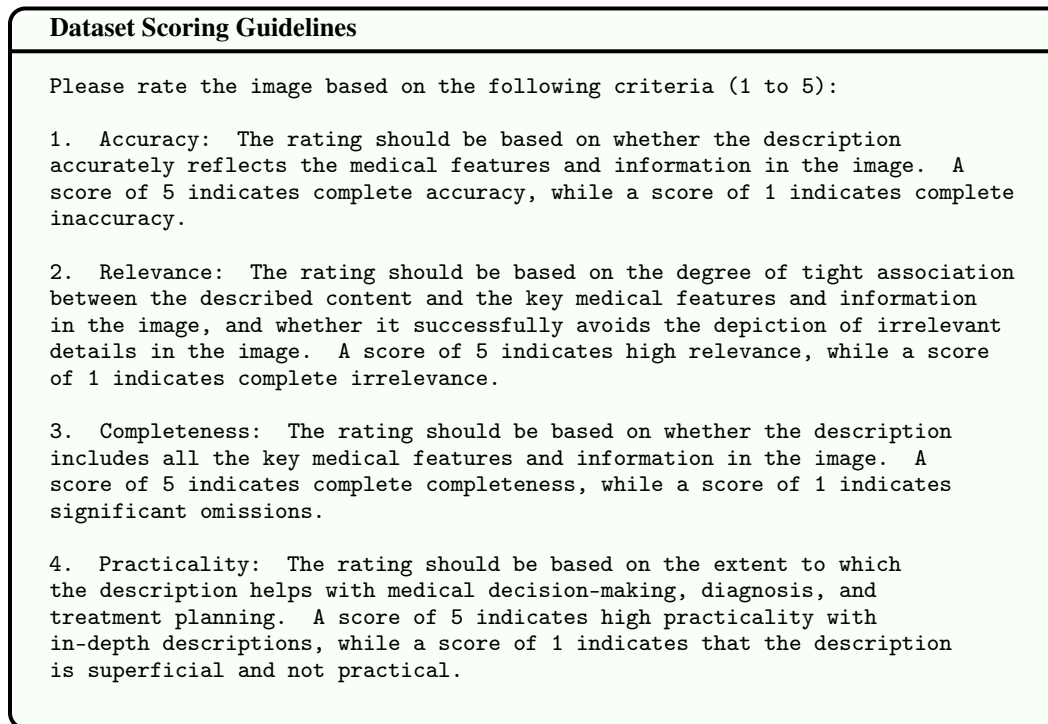 Dataset Scoring Guidelines
Please rate the image based on the following criteria (1 to 5):
1. Accuracy: The rating should be based on whether the description
accurately reflects the medical features and information in the image. A
score of 5 indicates complete accuracy, while a score of 1 indicates complete
inaccuracy.
2. Relevance: The rating should be based on the degree of tight association
between the described content and the key medical features and information
in the image, and whether it successfully avoids the depiction of irrelevant
details in the image. A score of 5 indicates high relevance, while a score
of 1 indicates complete irrelevance.
3. Completeness: The rating should be based on whether the description
includes all the key medical features and information in the image. A
score of 5 indicates complete completeness, while a score of 1 indicates
significant omissions.
4. Practicality: The rating should be based on the extent to which
the description helps with medical decision-making, diagnosis, and
treatment planning. A score of 5 indicates high practicality with
in-depth descriptions, while a score of 1 indicates that the description
is superficial and not practical.